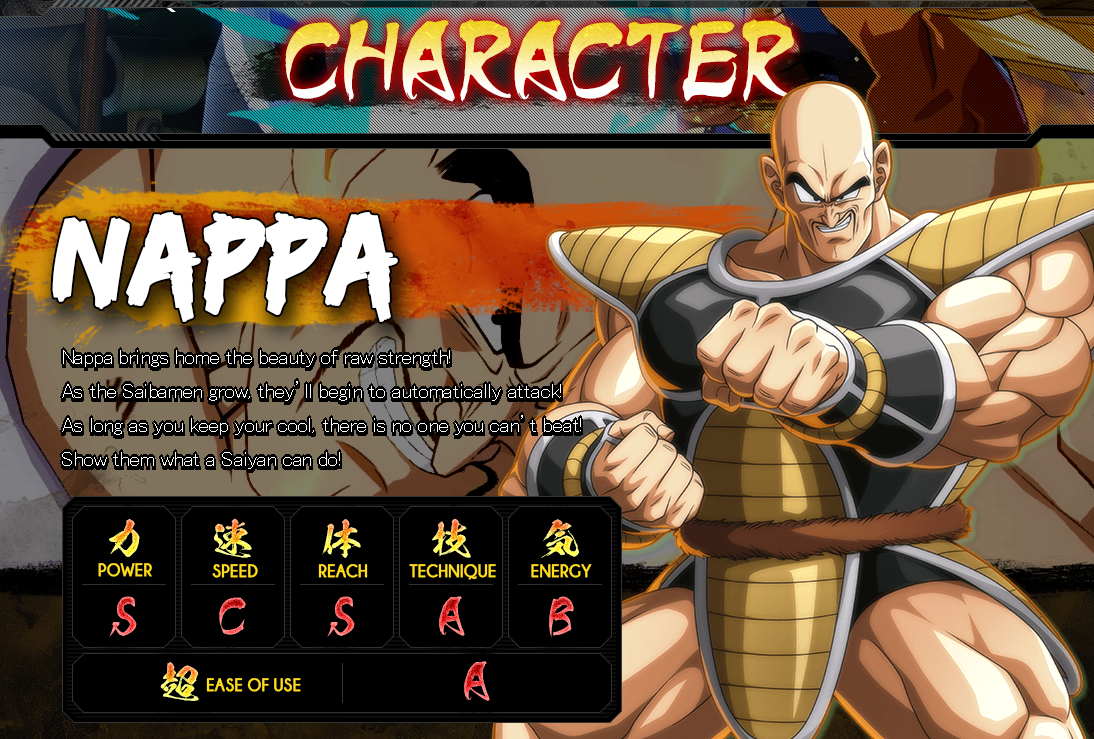 CHARACTER
NAPPA
Nappa brings home the beauty of raw strength!
As the Saibamen grow, they’ll begin to automatically attack!
As long as you keep your cool, there is no one you can’t beat!
Show them what a Saiyan can do!
力 速 体 技 気
POWER SPEED REACH TECHNIQUE ENERGY
S C S A B
超 EASE OF USE A